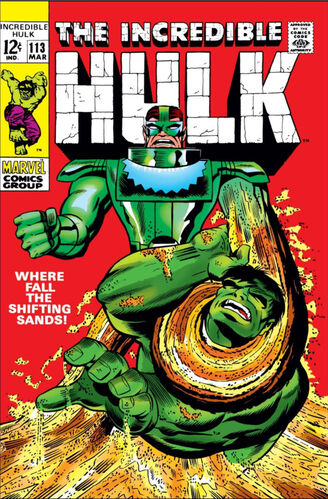 INCREDIBLE
HULK
12¢
IND.
113
MAR
MARVEL
COMICS
GROUP
THE INCREDIBLE
HULK
APPROVED
BY THE
COMICS
CODE
AUTHORITY
WHERE
FALL
THE
SHIFTING
SANDS!